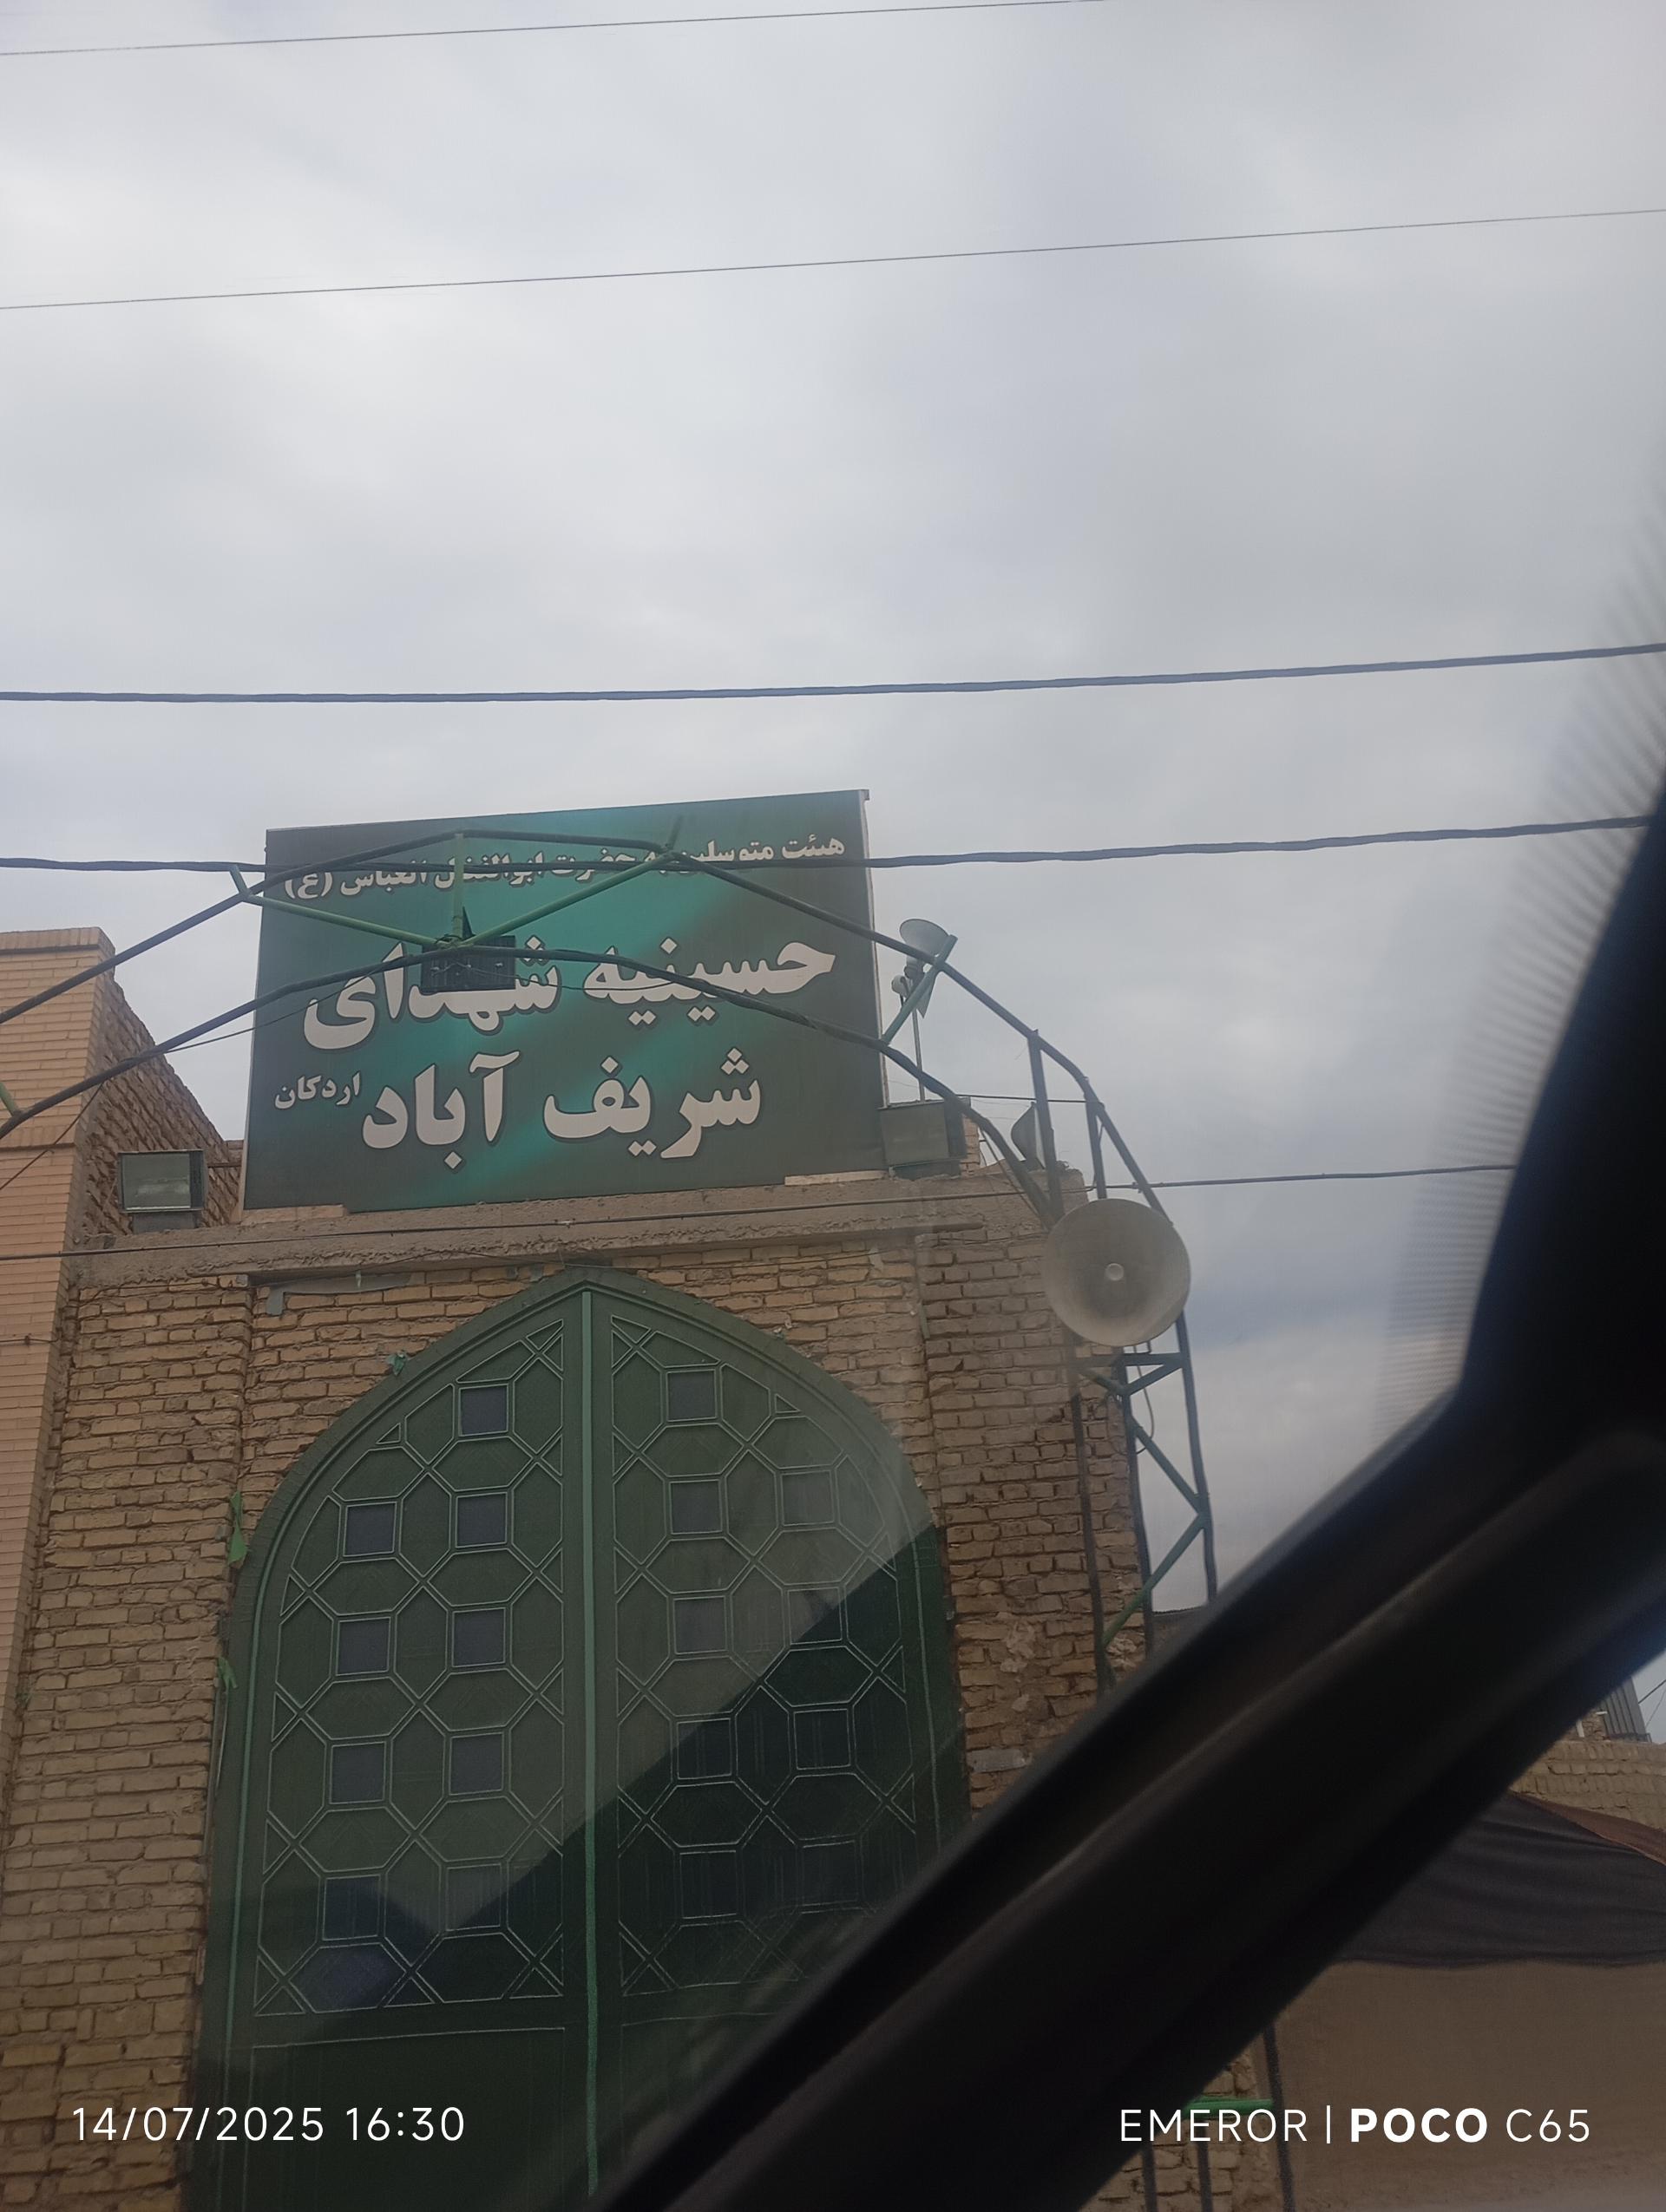 هیئت متوسلین به حضرت ابوالفضل العباس (ع)
حسینیه شهدای
شریف آباد اردکان
14/07/2025 16:30
EMEROR | POCO C65